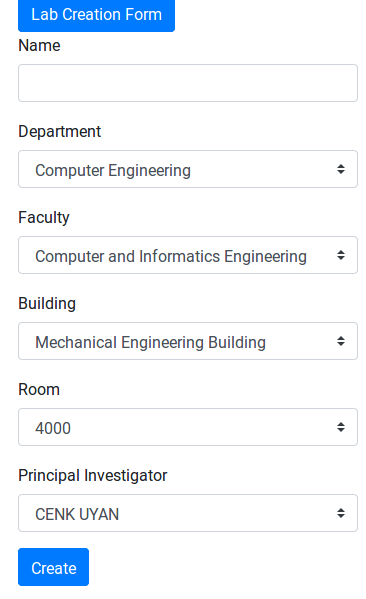 Lab Creation Form
Name
Department
Computer Engineering
Faculty
Computer and Informatics Engineering
Building
Mechanical Engineering Building
Room
4000
Principal Investigator
CENK UYAN
Create